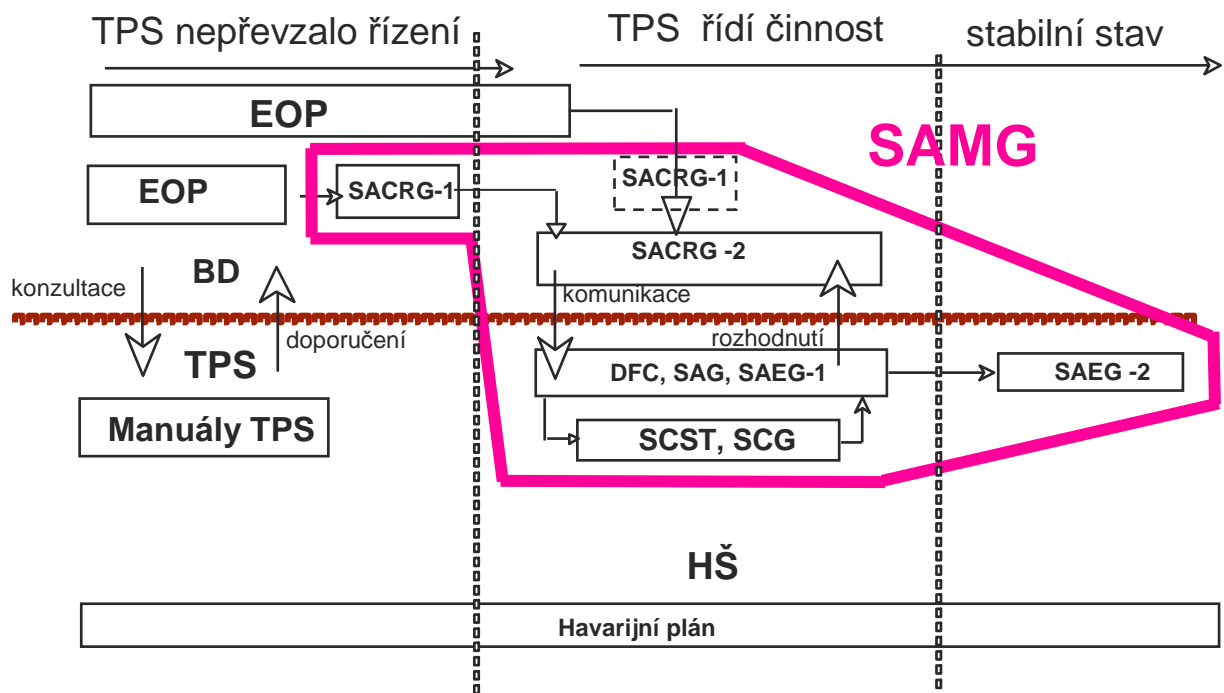 TPS nepřevzalo řízení
TPS řídí činnost
stabilní stav
EOP
SAMG
EOP
SACRG-1
SACRG-1
SACRG -2
BD
konzultace
komunikace
doporučení
rozhodnutí
TPS
DFC, SAG, SAEG-1
SAEG -2
Manuály TPS
SCST, SCG
HŠ
Havarijní plán